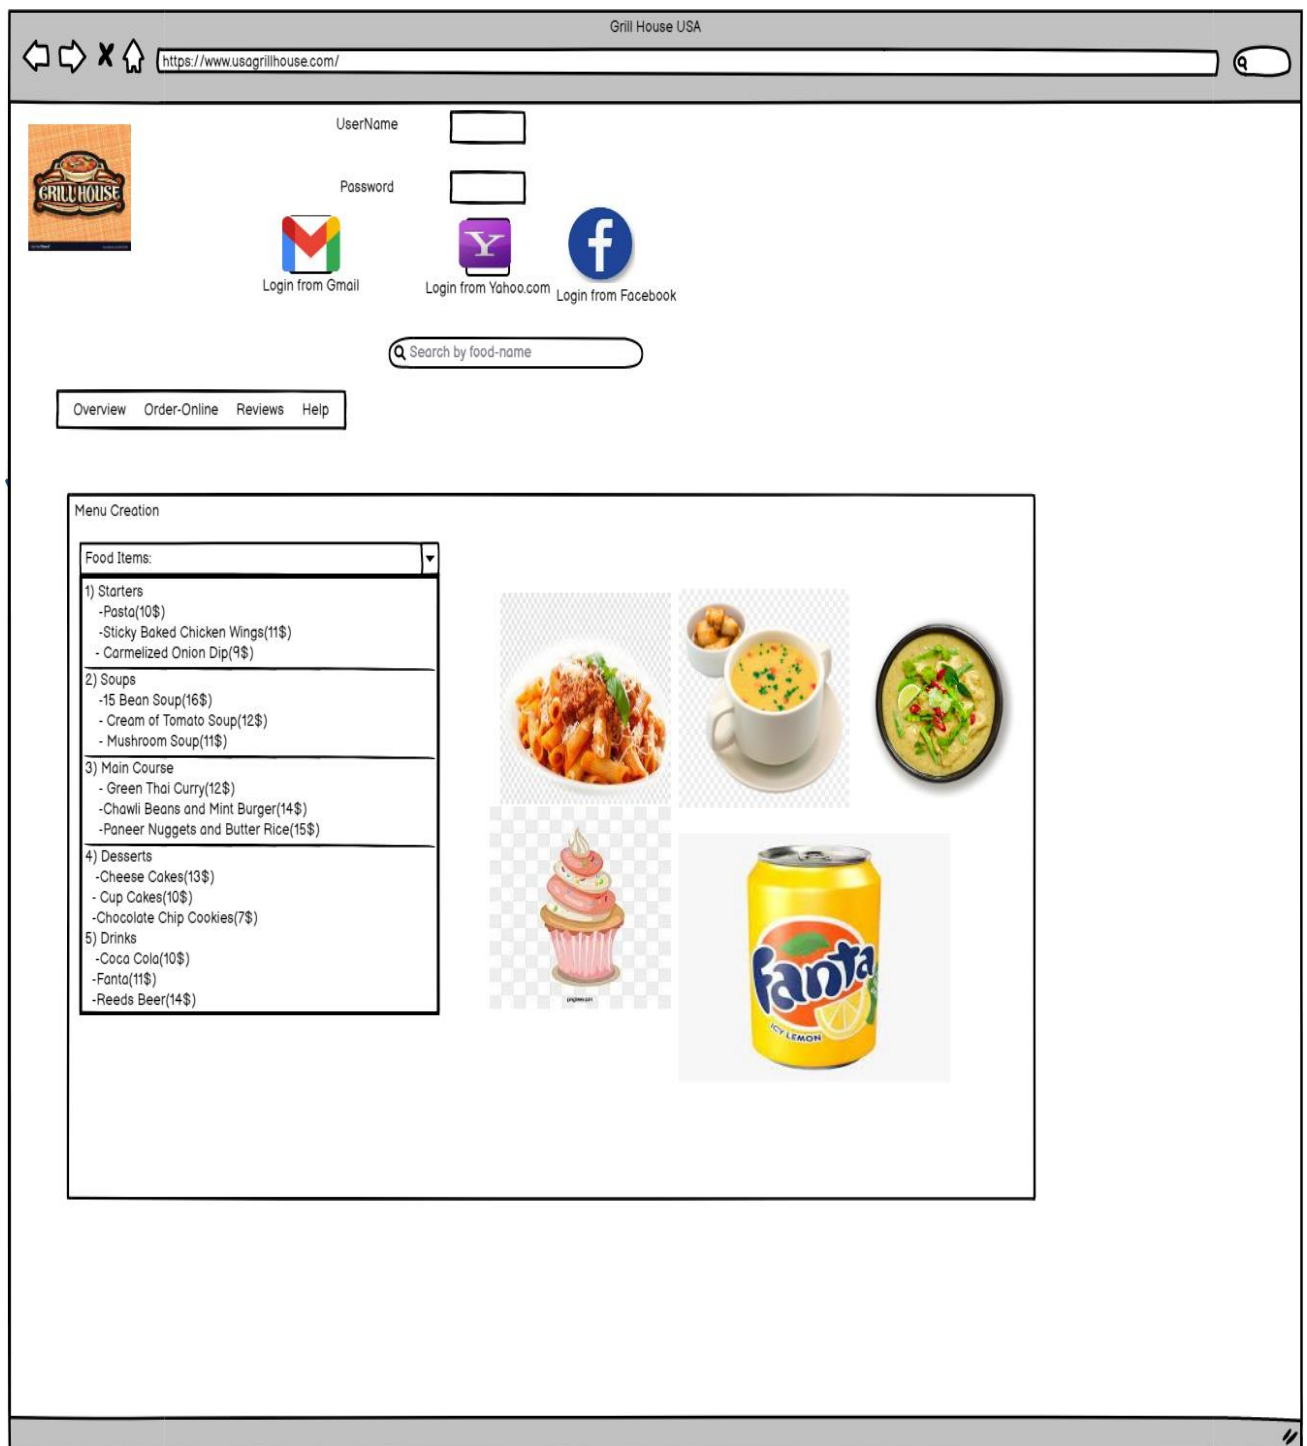 Grill House USA
https://www.usagrillhouse.com/
GRILL HOUSE
UserName
Password
Y
f
Login from Gmail
Login from Yahoo.com
Login from Facebook
Search by food-name
Overview Order-Online Reviews Help
Menu Creation
Food Items:
1) Starters
-Pasta(10$)
-Sticky Baked Chicken Wings(11$)
- Carmelized Onion Dip(9$)
2) Soups
-15 Bean Soup(16$)
- Cream of Tomato Soup(12$)
- Mushroom Soup(11$)
3) Main Course
- Green Thai Curry(12$)
-Chawli Beans and Mint Burger(14$)
-Paneer Nuggets and Butter Rice(15$)
4) Desserts
-Cheese Cakes(13$)
- Cup Cakes(10$)
-Chocolate Chip Cookies(7$)
5) Drinks
-Coca Cola(10$)
-Fanta(11$)
-Reeds Beer(14$)
Fanta
ICY LEMON